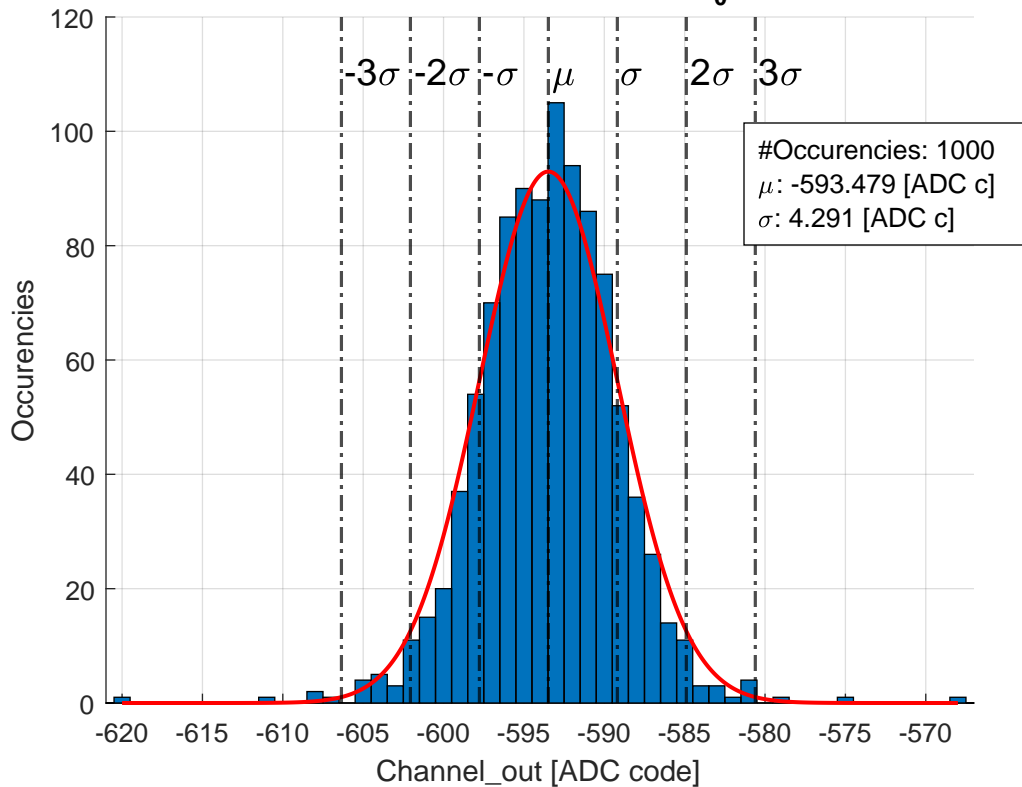 0
120
100
80
60
40
20
0
Occurencies
-3σ -2σ -σ μ σ 2σ 3σ
#Occurencies: 1000
μ: -593.479 [ADC c]
σ: 4.291 [ADC c]
-620 -615 -610 -605 -600 -595 -590 -585 -580 -575 -570
Channel_out [ADC code]